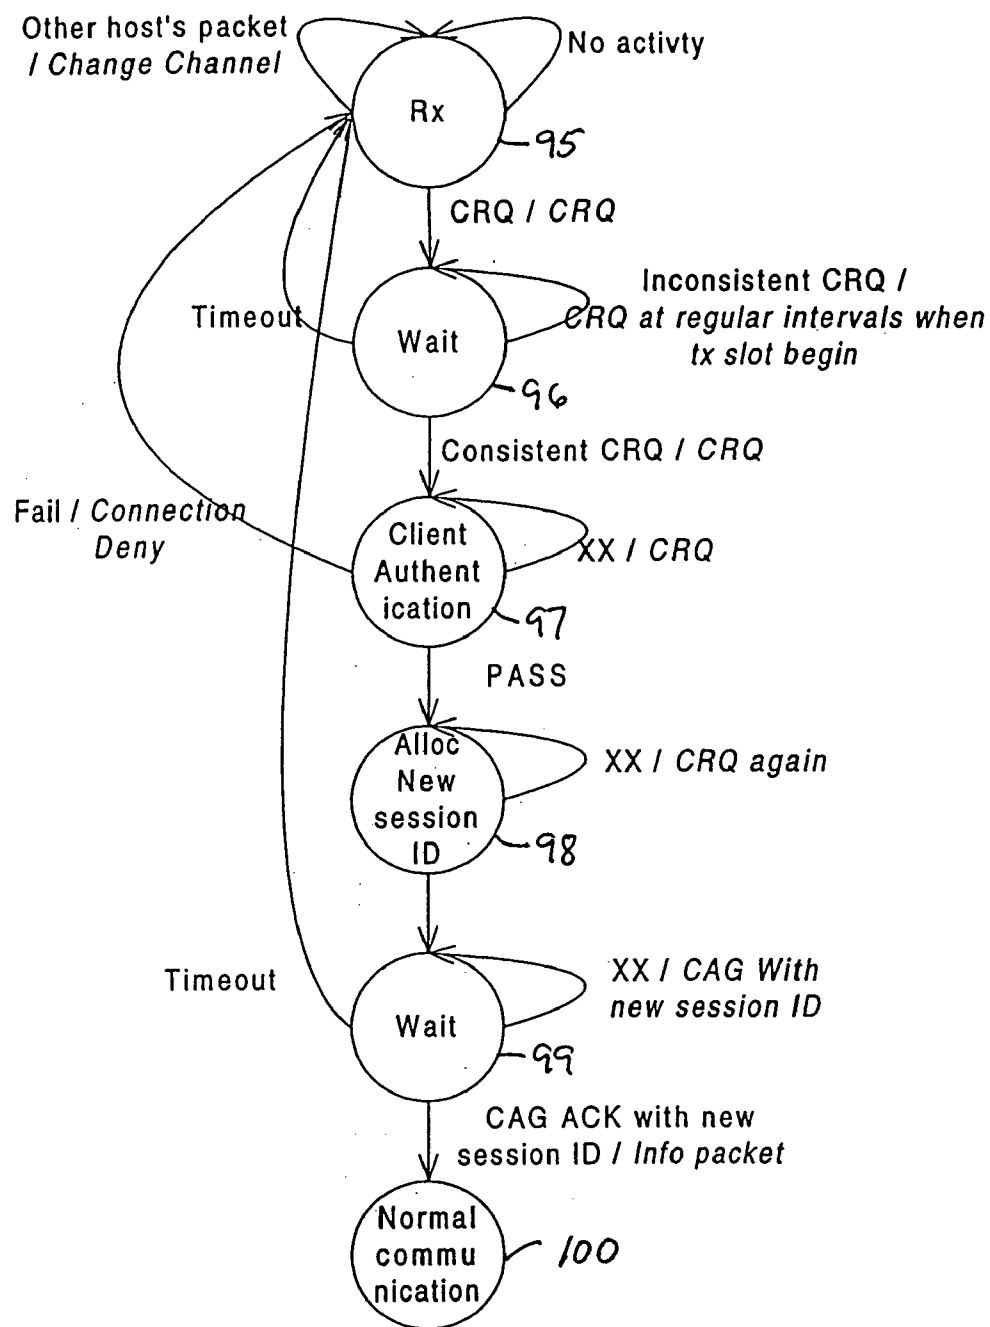 Other host's packet
/ Change Channel
No activty
Rx
95
CRQ / CRQ
Inconsistent CRQ /
CRQ at regular intervals when
tx slot begin
Timeout
Wait
96
Consistent CRQ / CRQ
Fail / Connection
Deny
Client
Authent
ication
XX / CRQ
97
PASS
Alloc
New
session
ID
XX / CRQ again
98
Timeout
XX / CAG With
new session ID
Wait
99
CAG ACK with new
session ID / Info packet
Normal
commu
nication
100